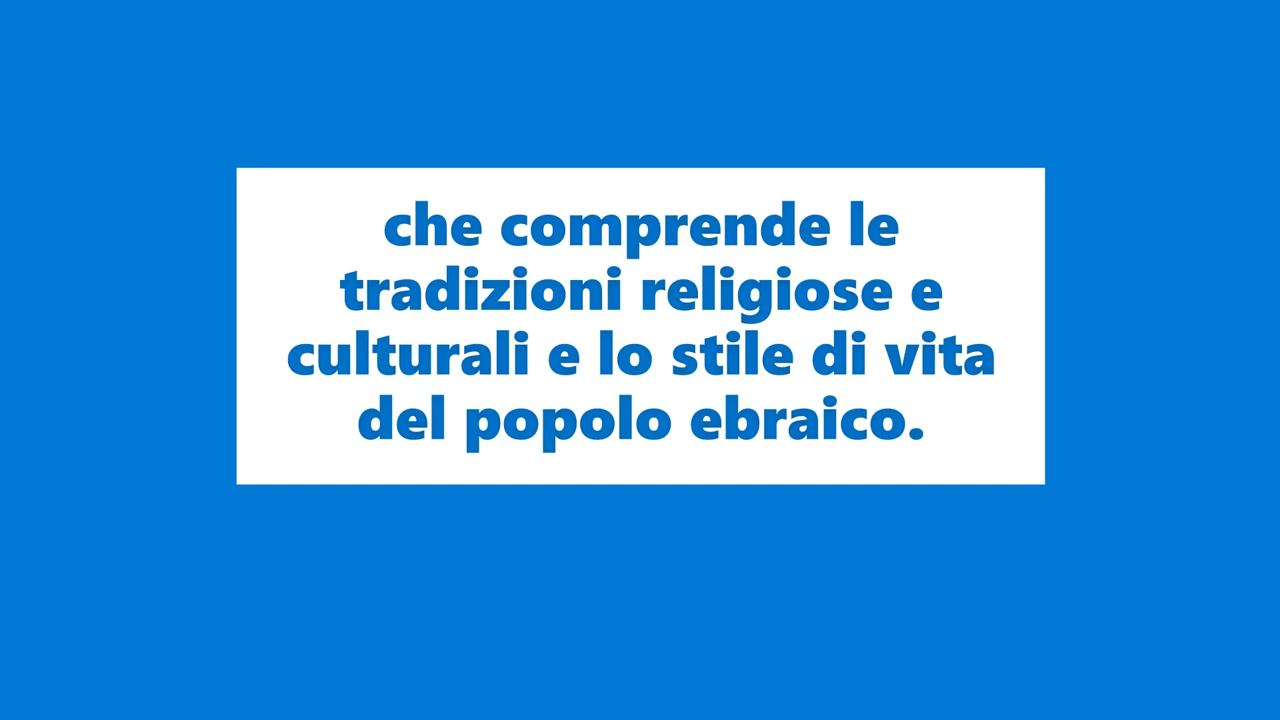 che comprende le
tradizioni religiose e
culturali e lo stile di vita
del popolo ebraico.